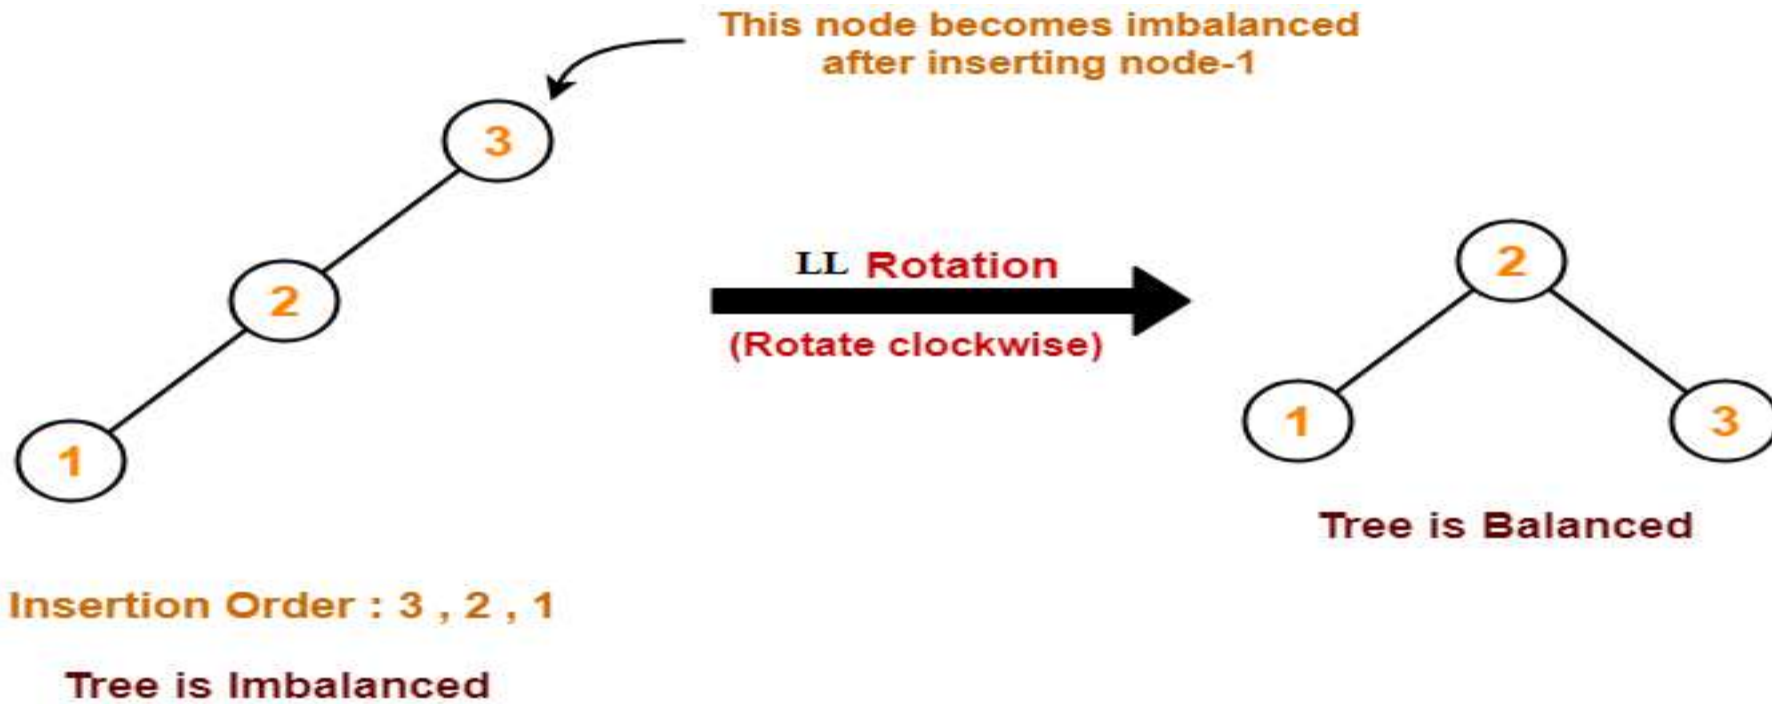 This node becomes imbalanced
after inserting node-1
3
2
1
LL Rotation
(Rotate clockwise)
2
1
3
Tree is Balanced
Insertion Order : 3 , 2 , 1
Tree is Imbalanced